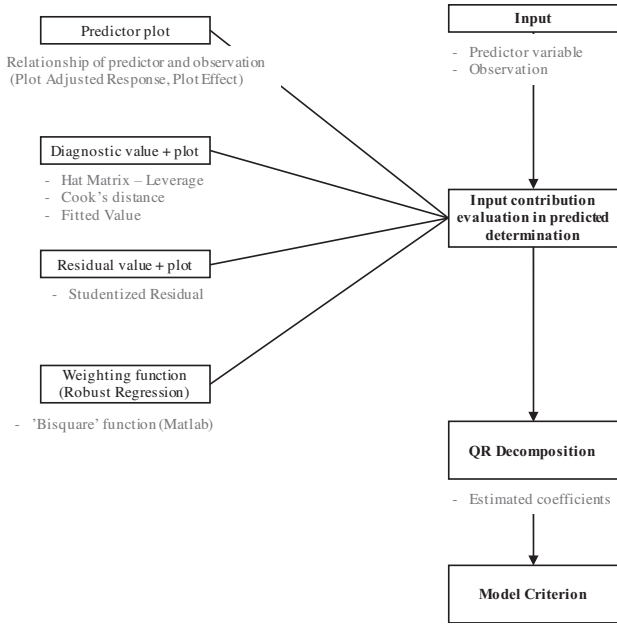 Predictor plot
Relationship of predictor and observation
(Plot Adjusted Response, Plot Effect)
Diagnostic value + plot
- Hat Matrix – Leverage
- Cook's distance
- Fitted Value
Residual value + plot
- Studentized Residual
Weighting function
(Robust Regression)
- 'Bisquare' function (Matlab)
Input
- Predictor variable
- Observation
Input contribution
evaluation in predicted
determination
QR Decomposition
- Estimated coefficients
Model Criterion